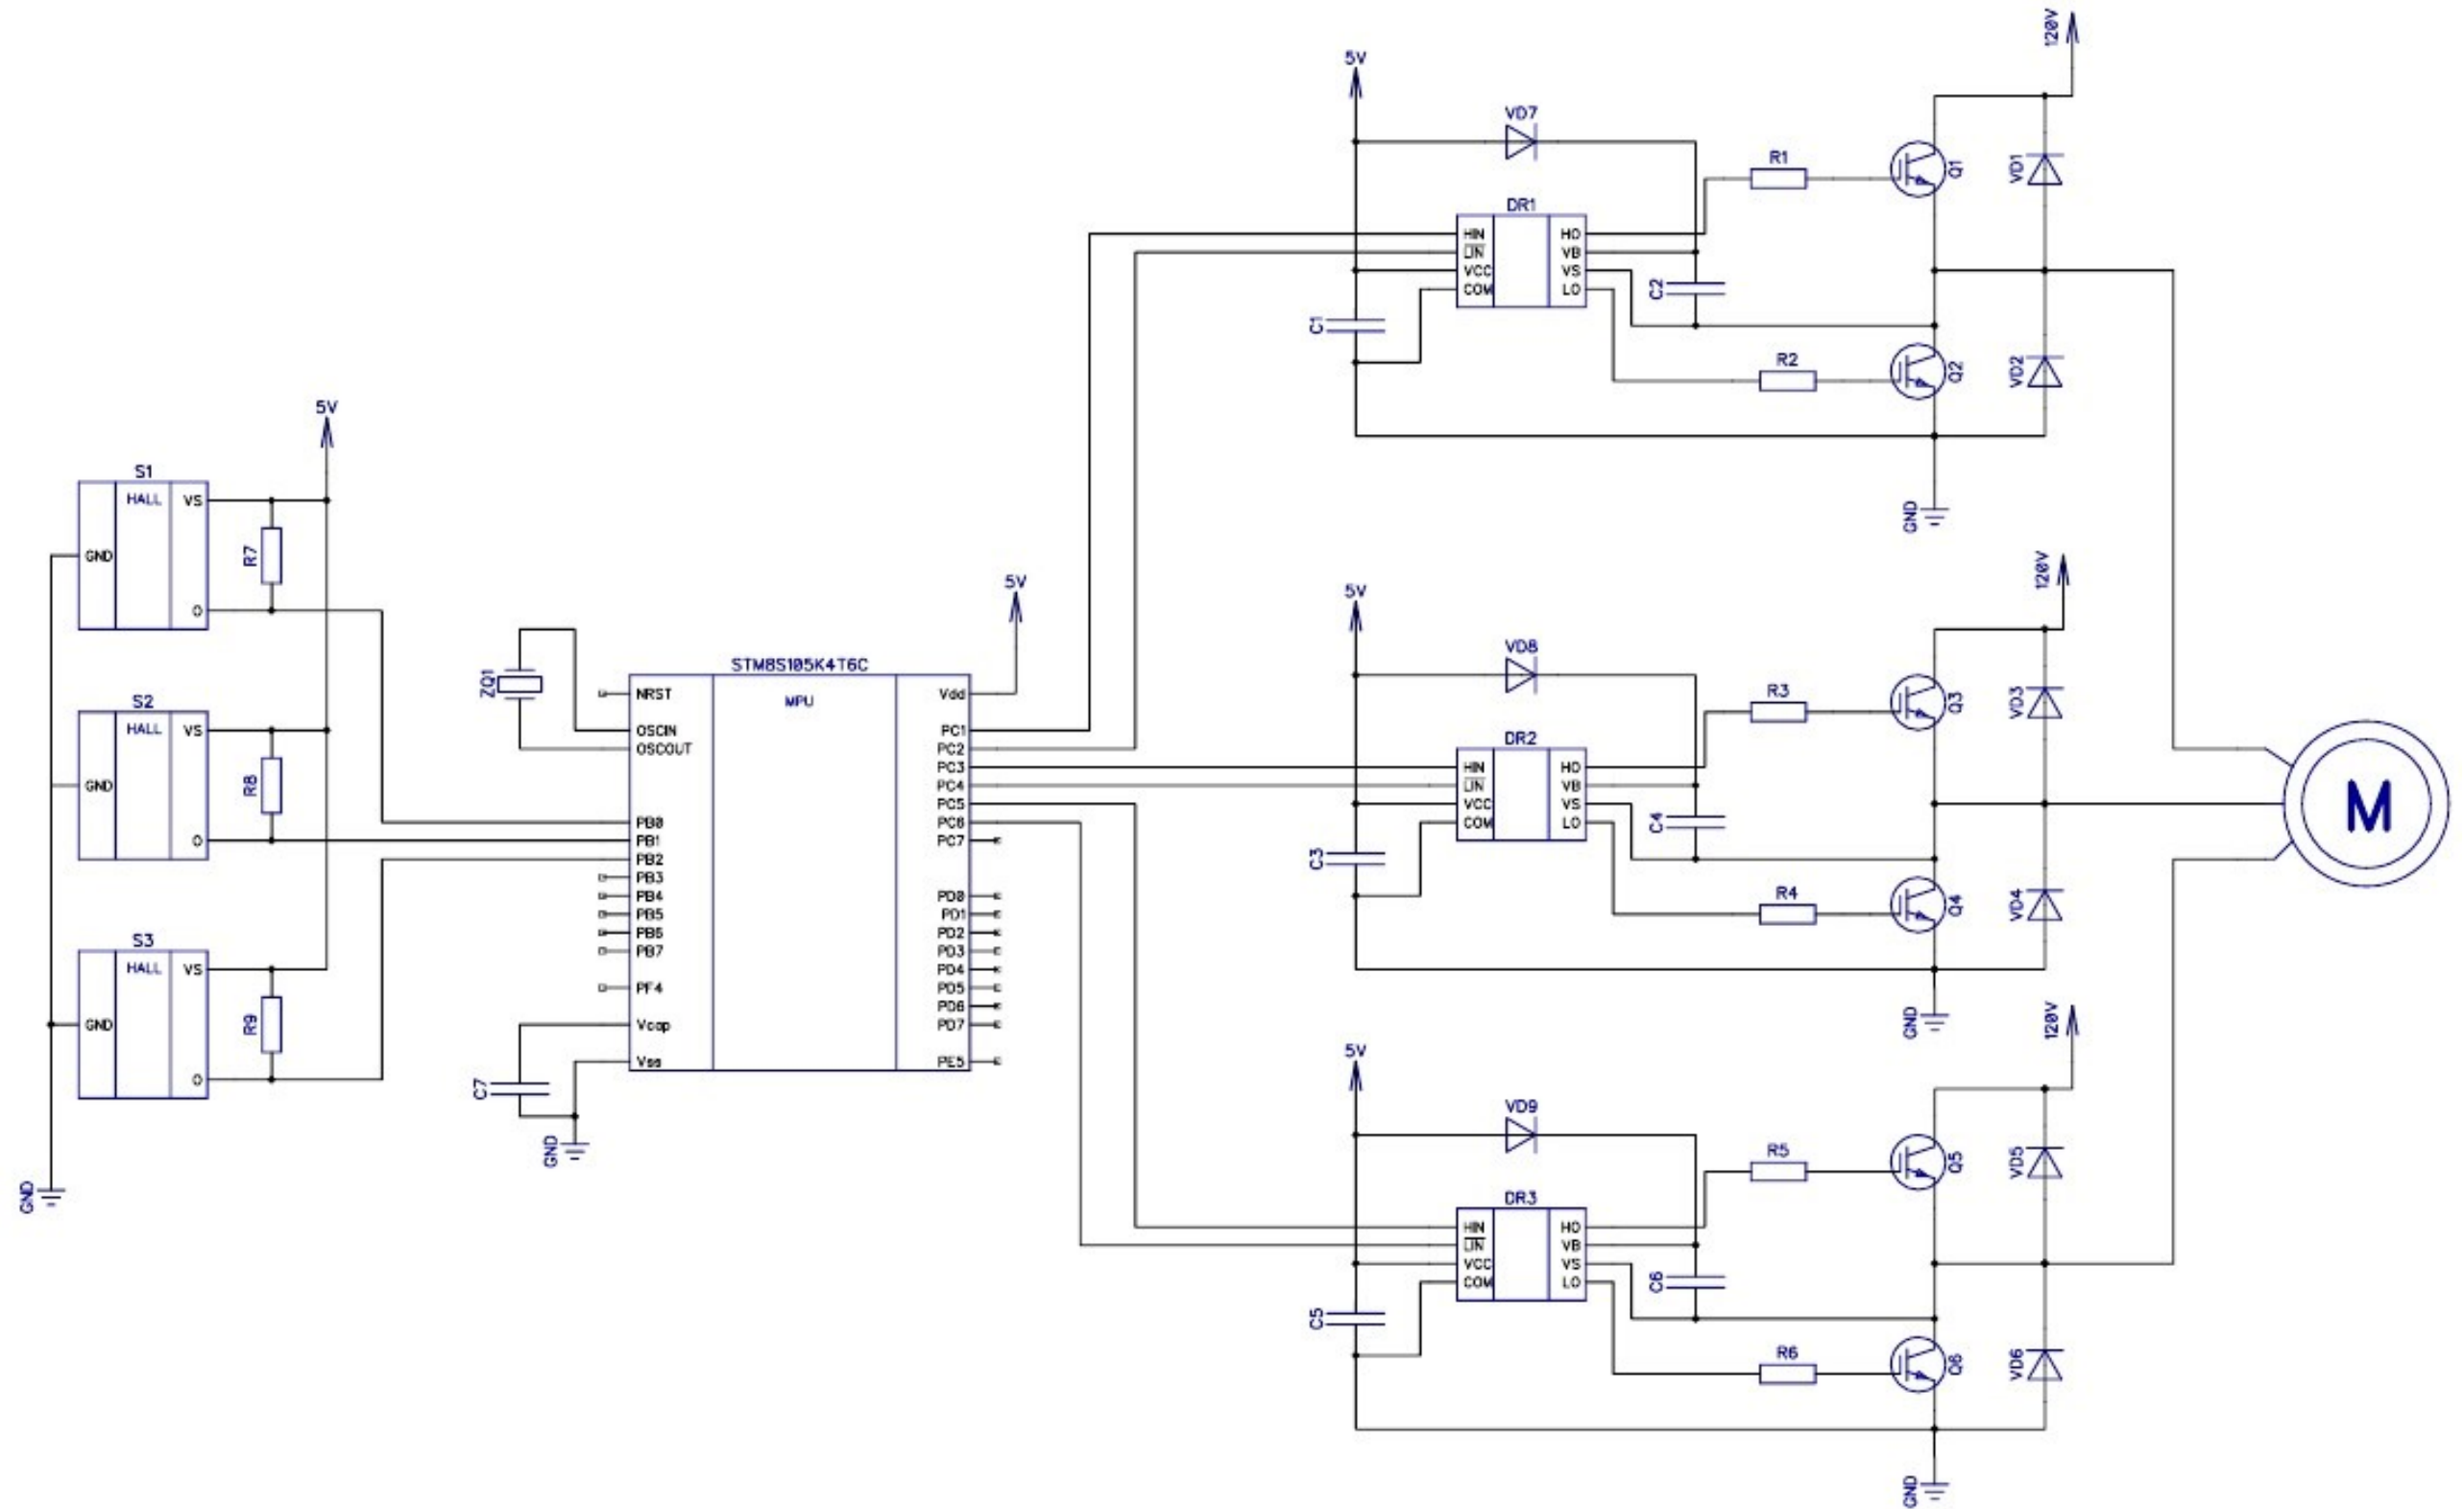 S1
HALL VS
GND
O
R7
5V
S2
HALL VS
GND
O
R8
S3
HALL VS
GND
O
R9
GND
ZQ1
STM8S105K4T6C
MPU
NRST
OSCIN
OSCOUT
PB0
PB1
PB2
PB3
PB4
PB5
PB6
PB7
PF4
Vcap
Vss
C7
GND
5V
Vdd
PC1
PC2
PC3
PC4
PC5
PC6
PC7
PD0
PD1
PD2
PD3
PD4
PD5
PD6
PD7
PE5
5V
VD7
DR1
HIN HO
LIN VB
VCC VS
COM LO
C1
C2
R1
R2
Q1
Q2
VD1
VD2
120V
GND
5V
VD8
DR2
HIN HO
LIN VB
VCC VS
COM LO
C3
C4
R3
R4
Q3
Q4
VD3
VD4
120V
GND
5V
VD9
DR3
HIN HO
LIN VB
VCC VS
COM LO
C5
C6
R5
R6
Q5
Q6
VD5
VD6
120V
GND
M